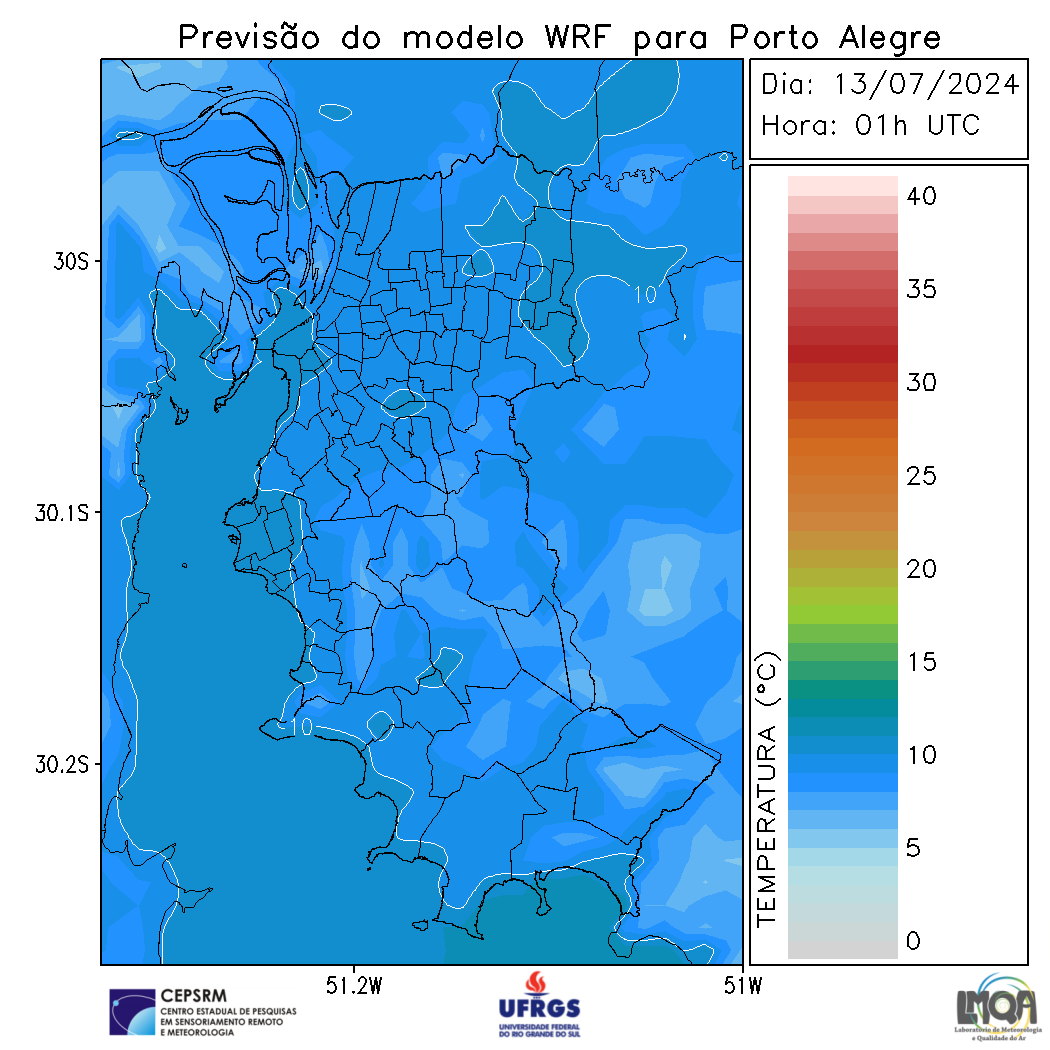 Previsão do modelo WRF para Porto Alegre
Dia: 13/07/2024
Hora: 01h UTC
30S
30.1S
30.2S
51.2W
51W
10
10
TEMPERATURA (°C)
40
35
30
25
20
15
10
5
0
CEPSRM
CENTRO ESTADUAL DE PESQUISAS
EM SENSORIAMENTO REMOTO
E METEOROLOGIA
UFRGS
UNIVERSIDADE FEDERAL
DO RIO GRANDE DO SUL
LMQA
Laboratório de Meteorologia
e Qualidade do Ar